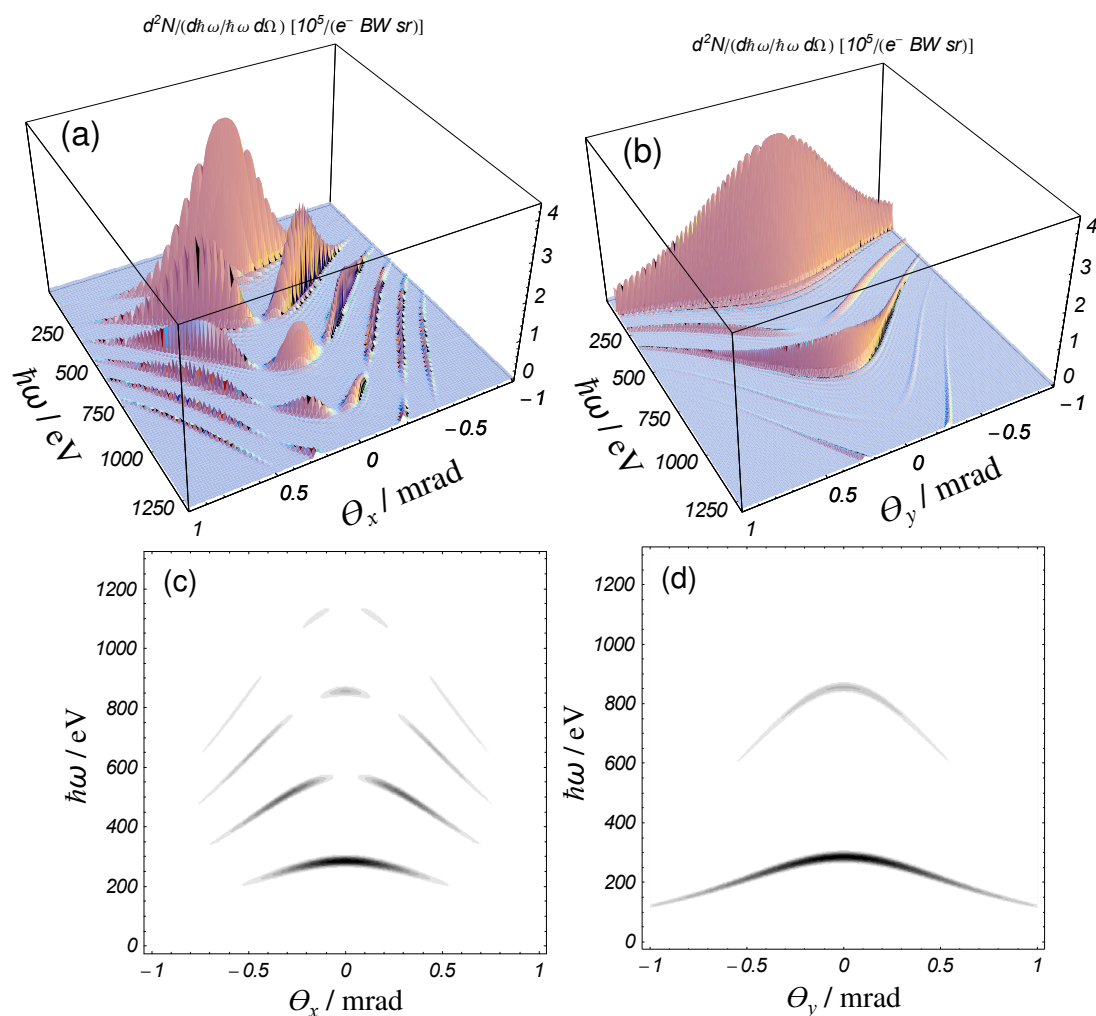 d²N/(dħω/ħω dΩ) [10⁵/(e⁻ BW sr)]
(a)
4
3
2
1
0
250
500
750
1000
1250
ħω / eV
1
0.5
0
−0.5
−1
Θx / mrad
d²N/(dħω/ħω dΩ) [10⁵/(e⁻ BW sr)]
(b)
4
3
2
1
0
250
500
750
1000
1250
ħω / eV
1
0.5
0
−0.5
−1
Θy / mrad
(c)
1200
1000
800
600
400
200
0
ħω / eV
−1 −0.5 0 0.5 1
Θx / mrad
(d)
1200
1000
800
600
400
200
0
ħω / eV
−1 −0.5 0 0.5 1
Θy / mrad